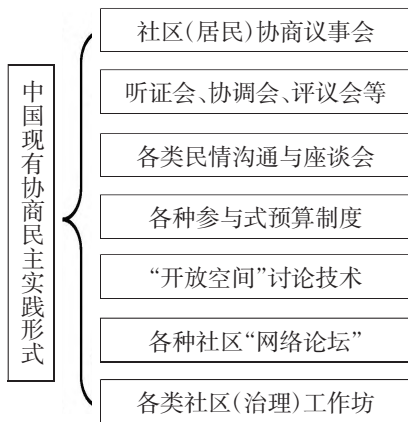 中国现有协商民主实践形式
社区(居民)协商议事会
听证会、协调会、评议会等
各类民情沟通与座谈会
各种参与式预算制度
“开放空间”讨论技术
各种社区“网络论坛”
各类社区(治理)工作坊